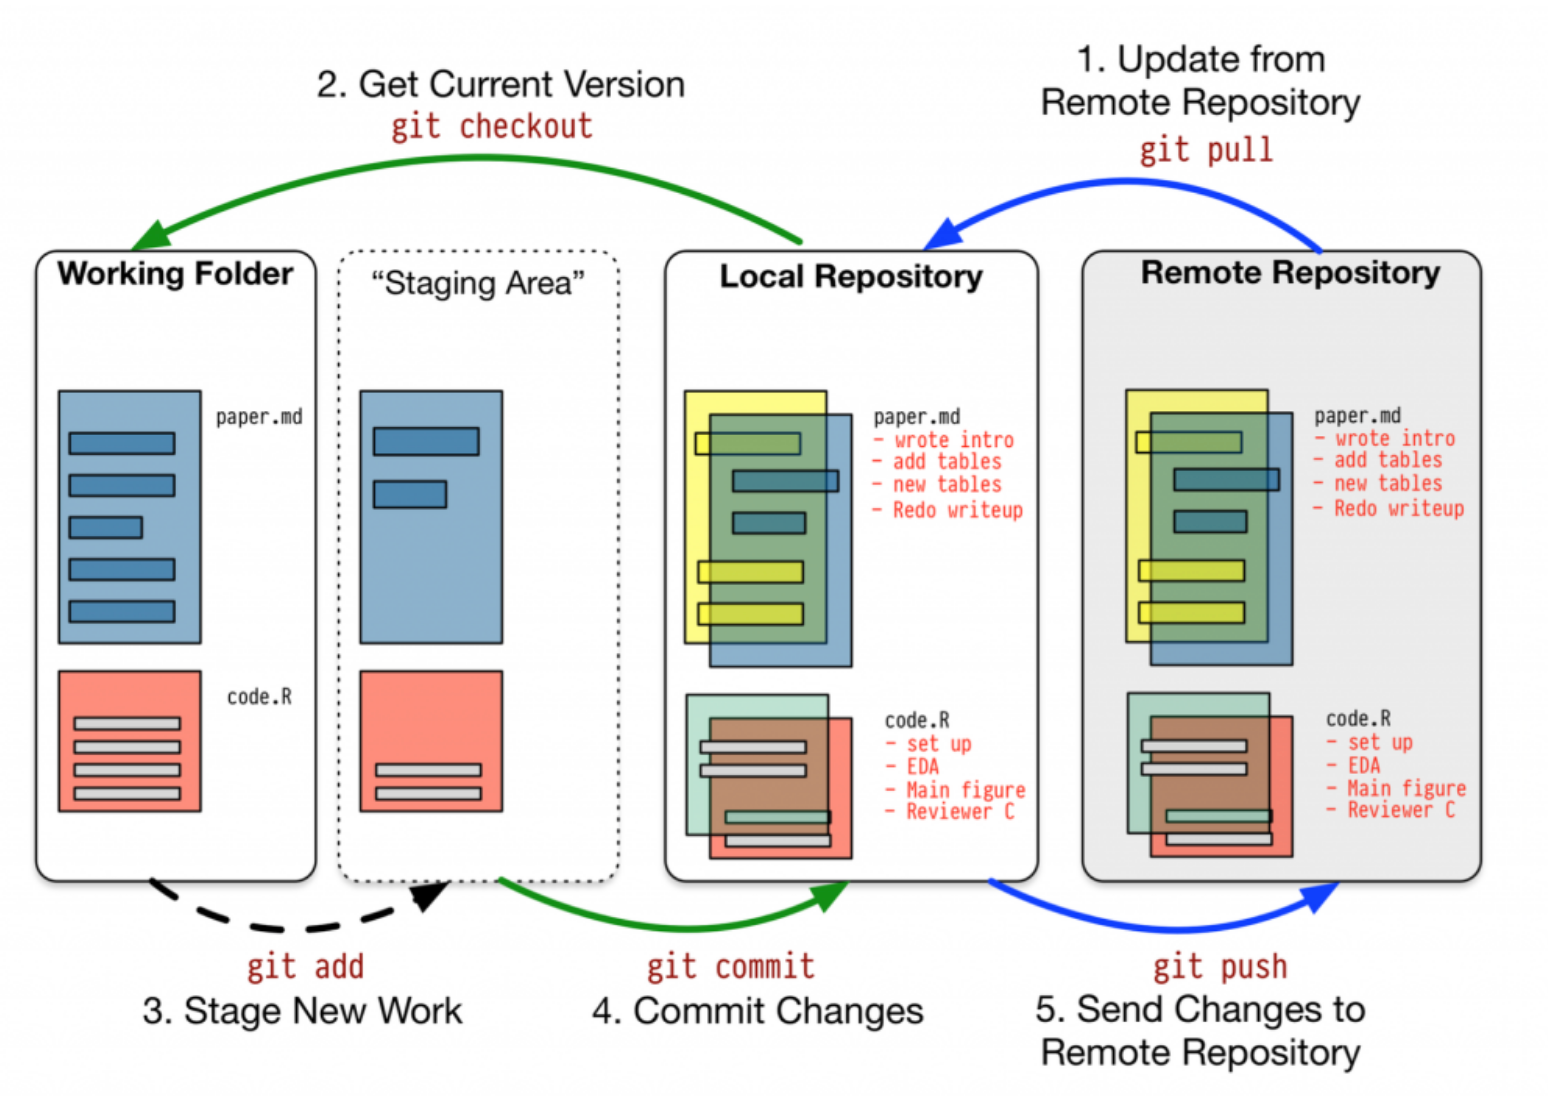 2. Get Current Version
git checkout
1. Update from
Remote Repository
git pull
Working Folder
paper.md
code.R
“Staging Area”
Local Repository
paper.md
- wrote intro
- add tables
- new tables
- Redo writeup
code.R
- set up
- EDA
- Main figure
- Reviewer C
Remote Repository
paper.md
- wrote intro
- add tables
- new tables
- Redo writeup
code.R
- set up
- EDA
- Main figure
- Reviewer C
git add
3. Stage New Work
git commit
4. Commit Changes
git push
5. Send Changes to
Remote Repository